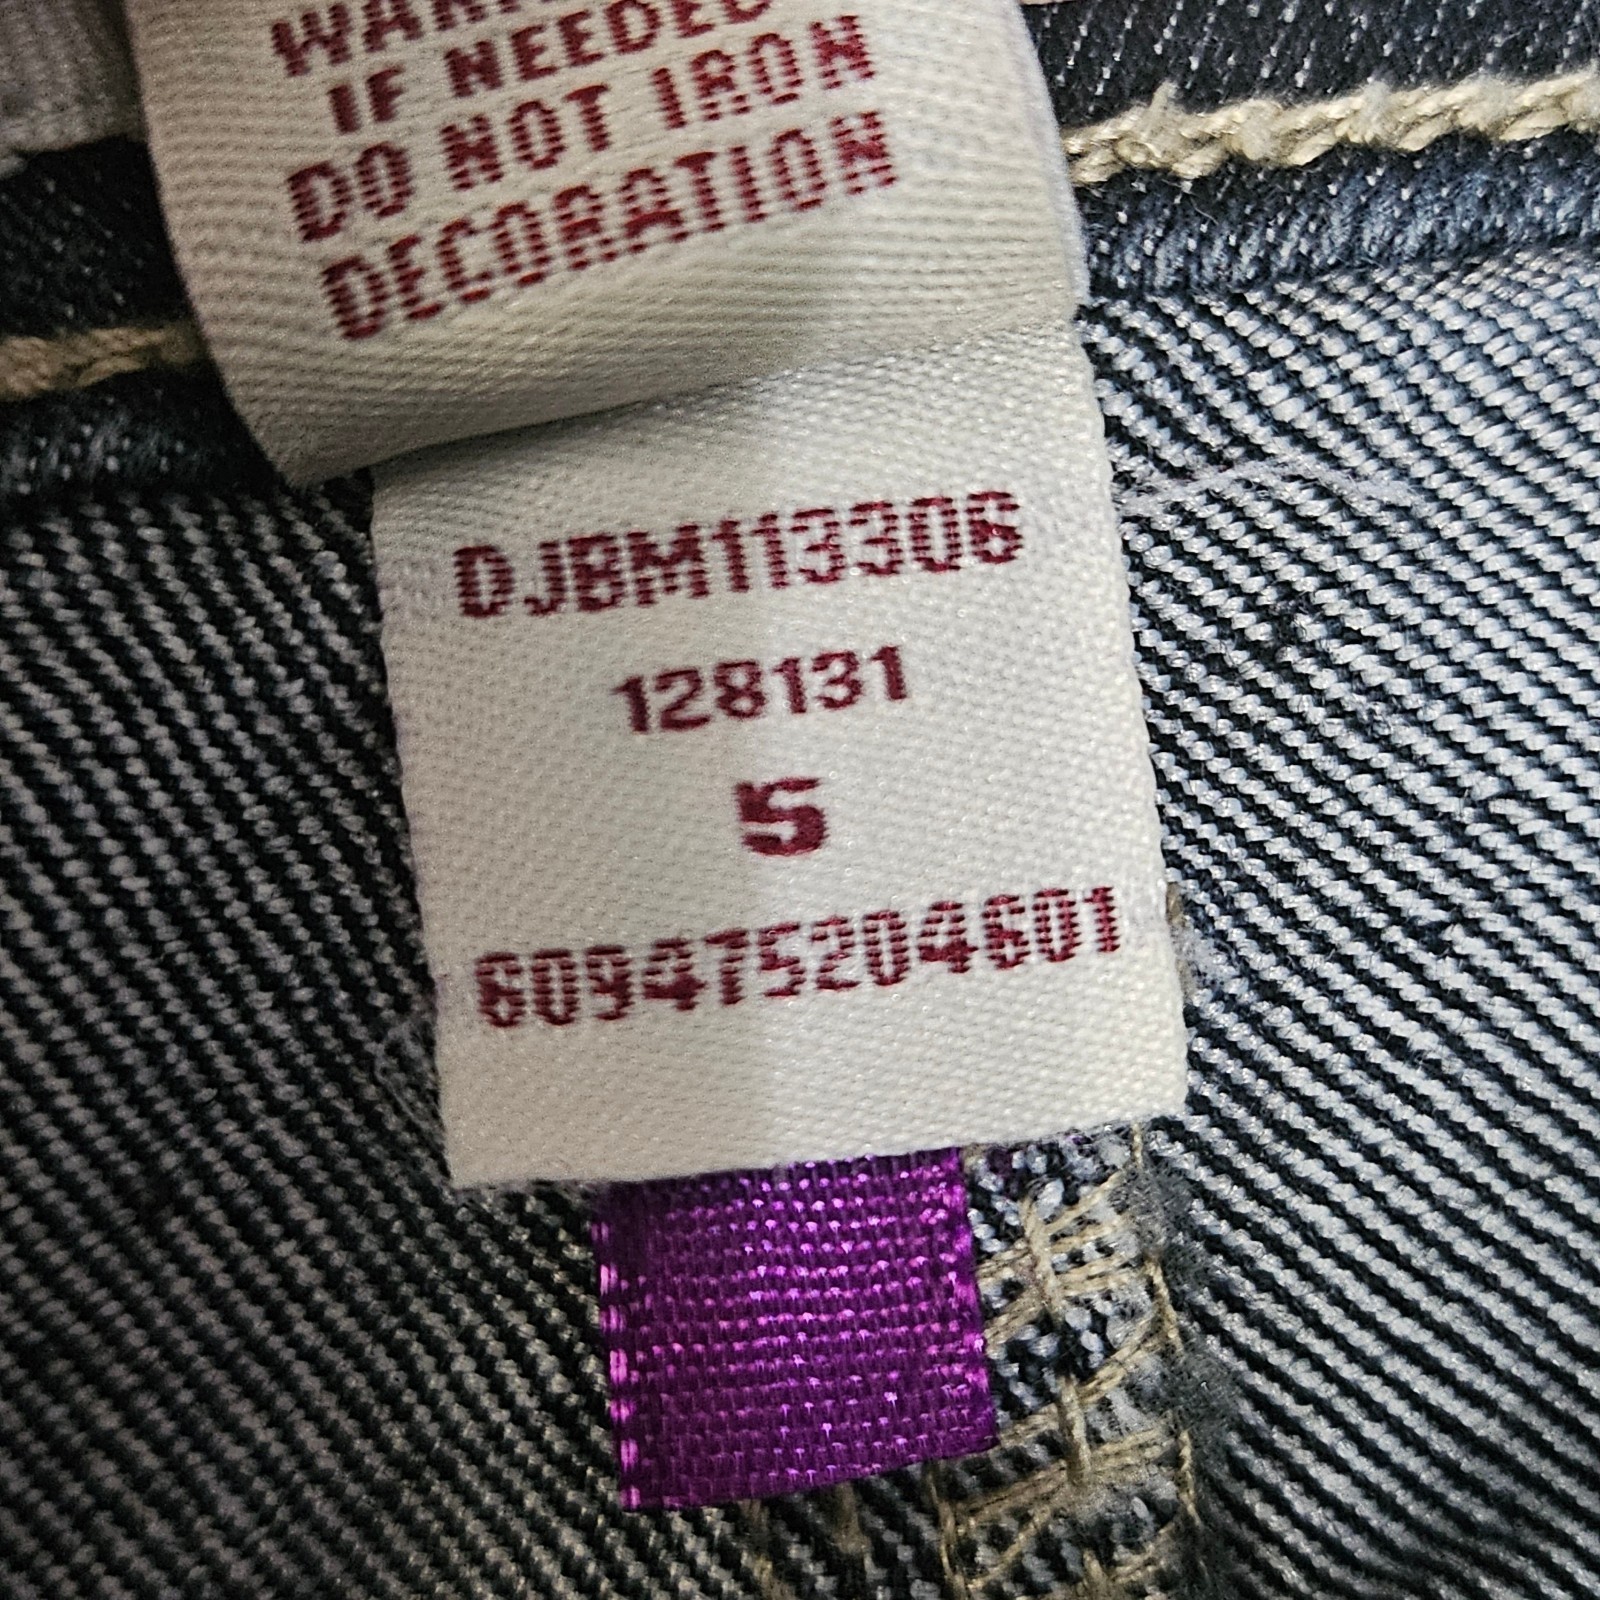 IF NEEDED
DO NOT IRON
DECORATION
DJBM113306
128131
5
609475204601